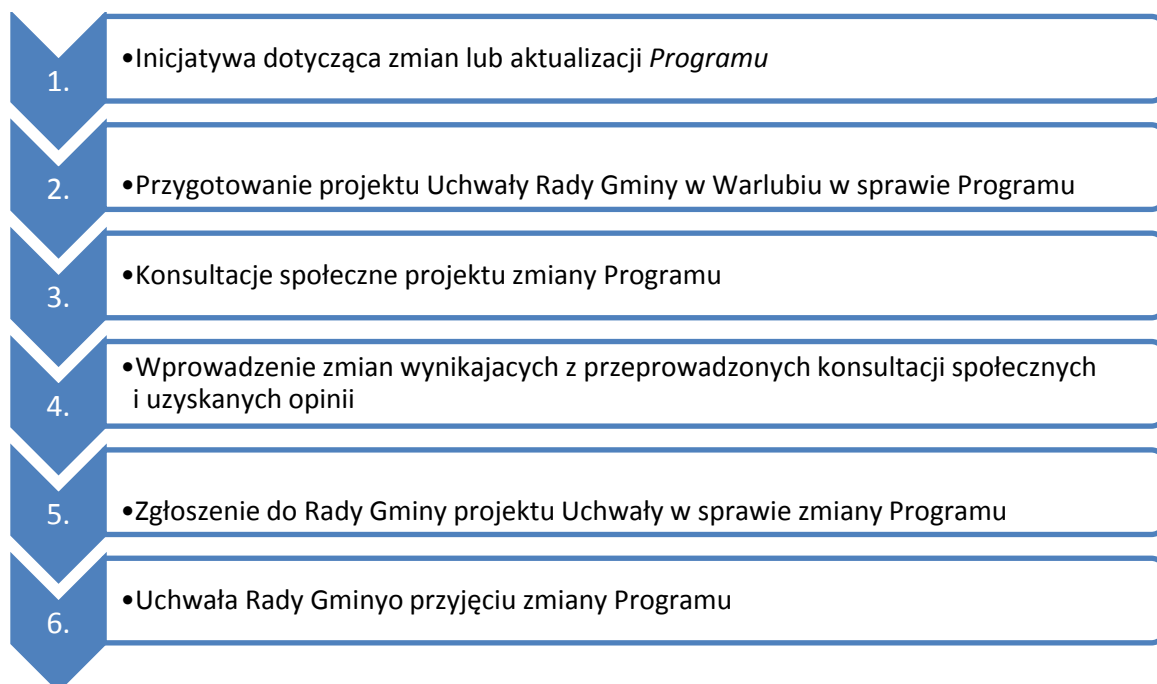 1.
•Inicjatywa dotycząca zmian lub aktualizacji Programu
2.
•Przygotowanie projektu Uchwały Rady Gminy w Warlubiu w sprawie Programu
3.
•Konsultacje społeczne projektu zmiany Programu
4.
•Wprowadzenie zmian wynikajacych z przeprowadzonych konsultacji społecznych
i uzyskanych opinii
5.
•Zgłoszenie do Rady Gminy projektu Uchwały w sprawie zmiany Programu
6.
•Uchwała Rady Gminyo przyjęciu zmiany Programu